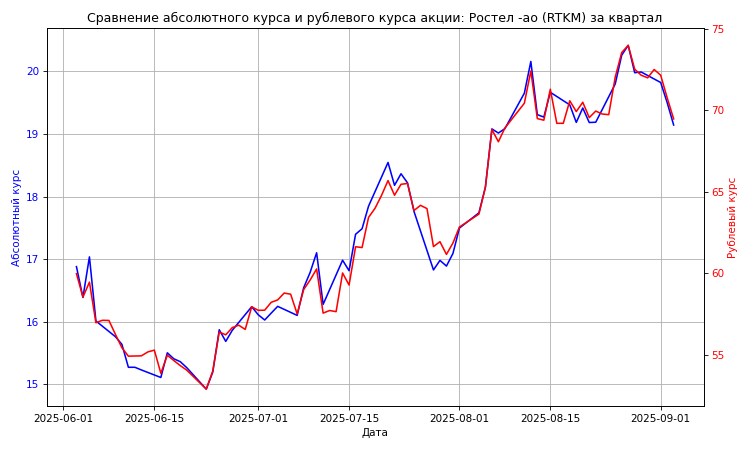 Сравнение абсолютного курса и рублевого курса акции: Ростел -ао (RTKM) за квартал
75
20
70
19
65
18
60
17
16
55
15
Абсолютный курс
Рублевый курс
2025-06-01 2025-06-15 2025-07-01 2025-07-15 2025-08-01 2025-08-15 2025-09-01
Дата